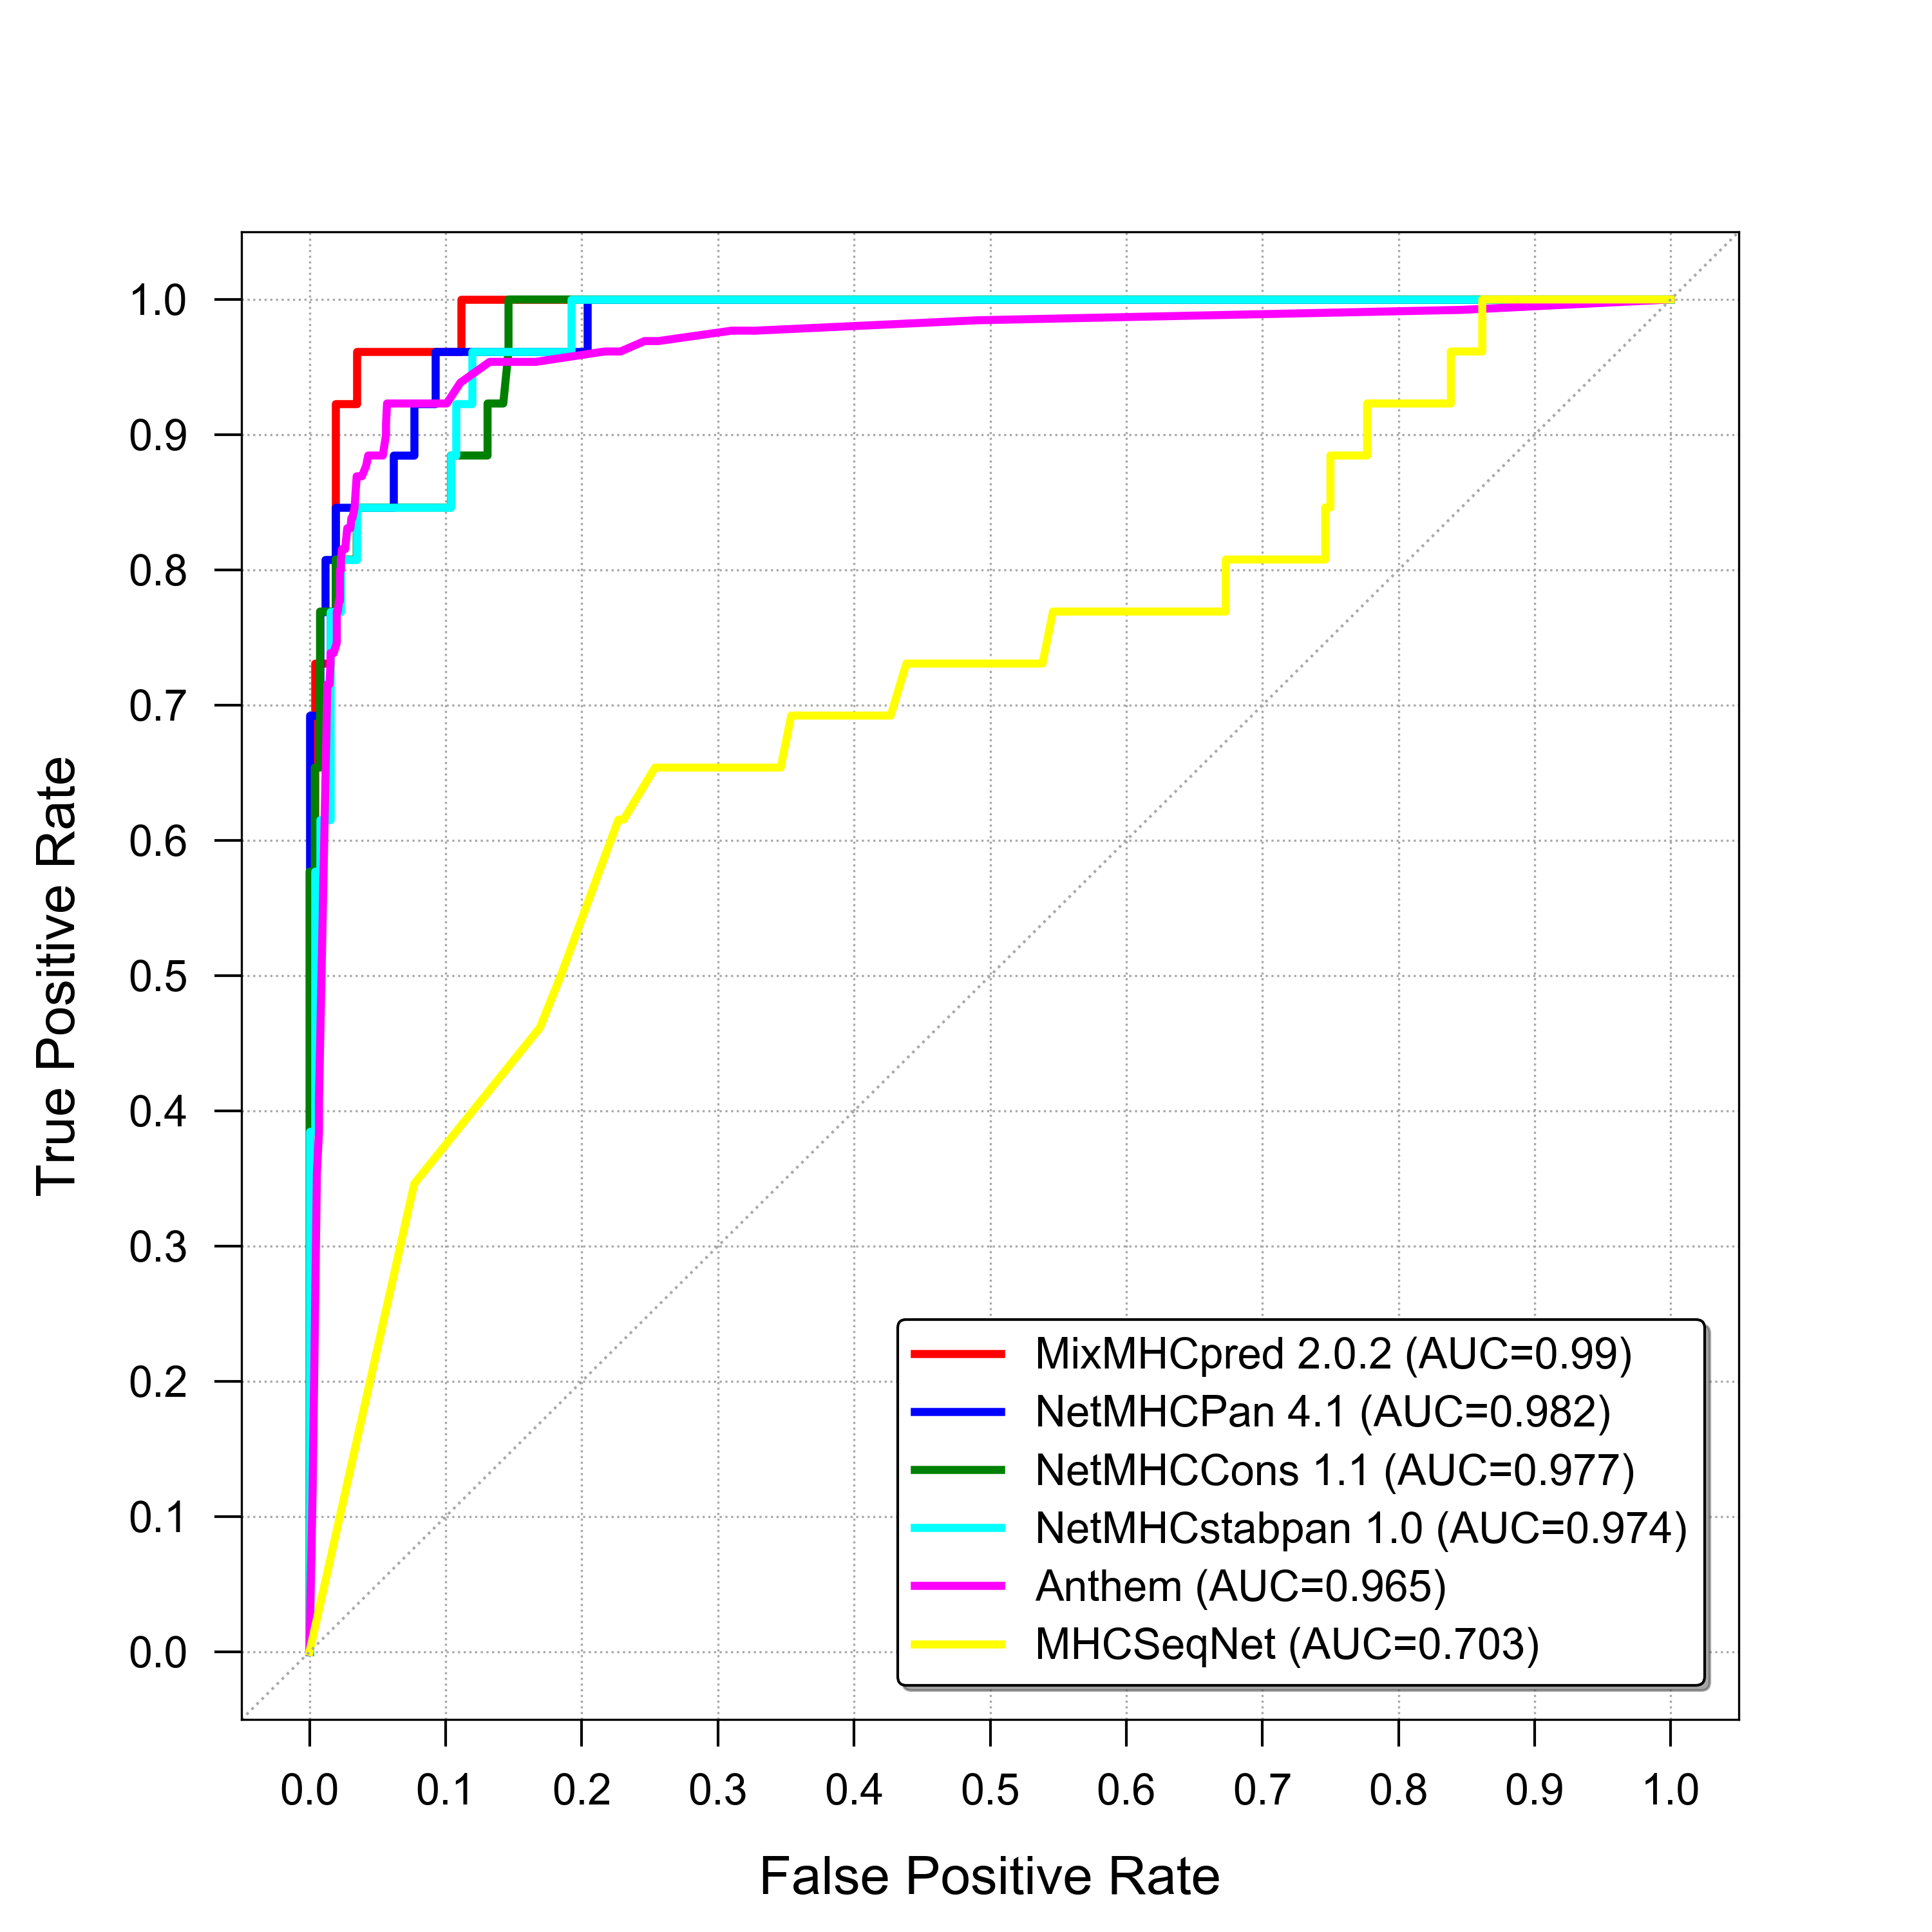 1.0
0.9
0.8
0.7
0.6
0.5
0.4
0.3
0.2
0.1
0.0
True Positive Rate
MixMHCpred 2.0.2 (AUC=0.99)
NetMHCPan 4.1 (AUC=0.982)
NetMHCCons 1.1 (AUC=0.977)
NetMHCstabpan 1.0 (AUC=0.974)
Anthem (AUC=0.965)
MHCSeqNet (AUC=0.703)
0.0 0.1 0.2 0.3 0.4 0.5 0.6 0.7 0.8 0.9 1.0
False Positive Rate